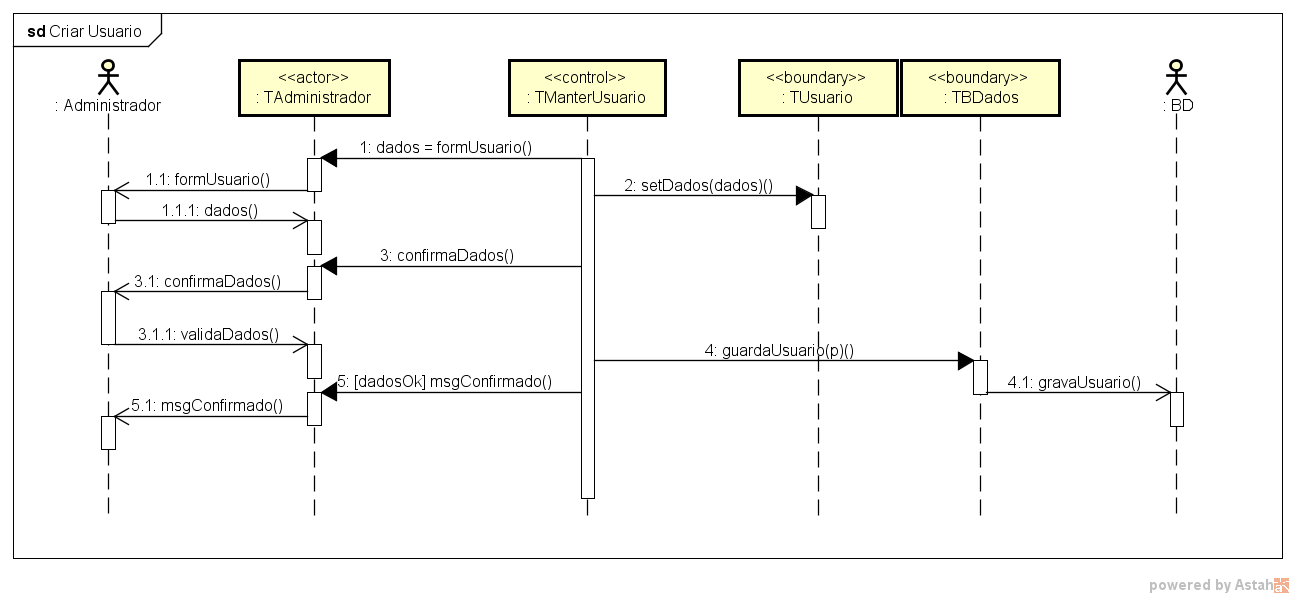 sd Criar Usuario
: Administrador
<<actor>>
: TAdministrador
<<control>>
: TManterUsuario
<<boundary>>
: TUsuario
<<boundary>>
: TBDados
: BD
1: dados = formUsuario()
1.1: formUsuario()
2: setDados(dados)()
1.1.1: dados()
3: confirmaDados()
3.1: confirmaDados()
3.1.1: validaDados()
4: guardaUsuario(p)()
5: [dadosOk] msgConfirmado()
4.1: gravaUsuario()
5.1: msgConfirmado()
powered by Astah